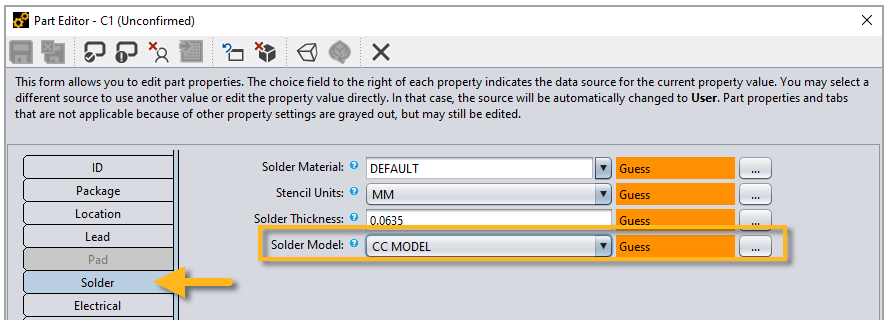 Part Editor - C1 (Unconfirmed)
This form allows you to edit part properties. The choice field to the right of each property indicates the data source for the current property value. You may select a
different source to use another value or edit the property value directly. In that case, the source will be automatically changed to User. Part properties and tabs
that are not applicable because of other property settings are grayed out, but may still be edited.
ID
Package
Location
Lead
Pad
Solder
Electrical
Solder Material: ? DEFAULT Guess ...
Stencil Units: ? MM Guess ...
Solder Thickness: ? 0.0635 Guess ...
Solder Model: ? CC MODEL Guess ...